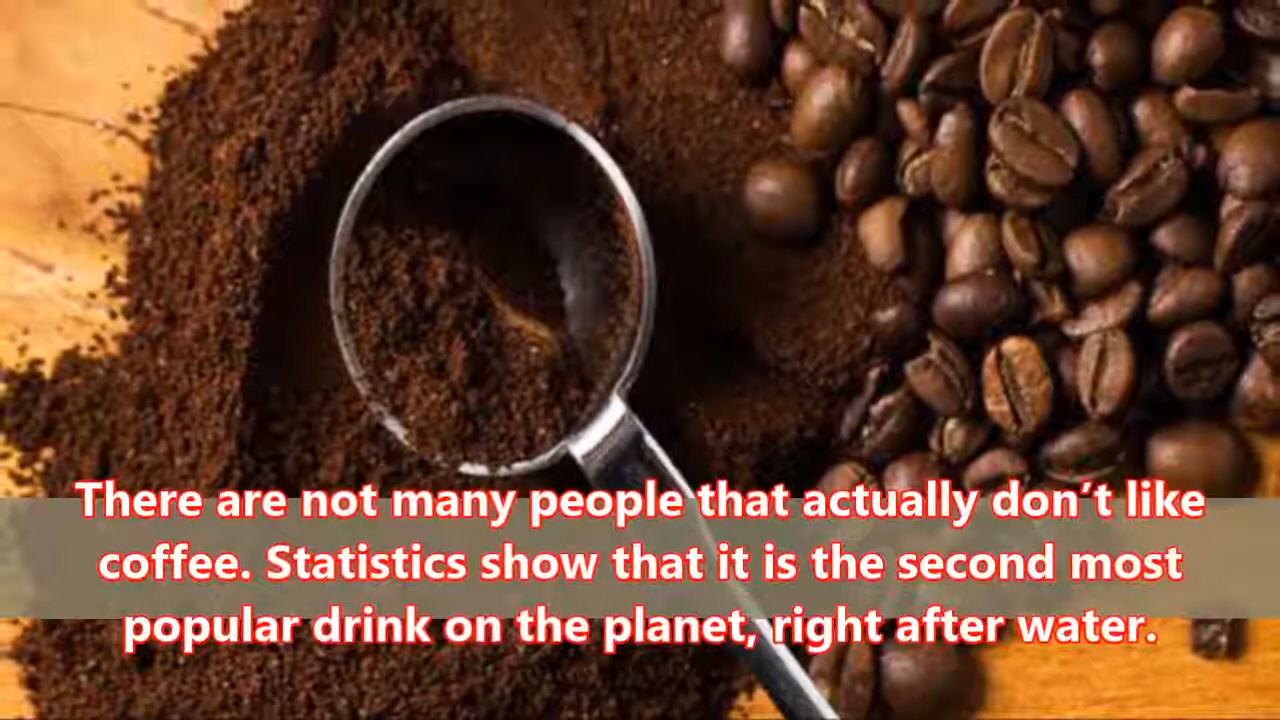 There are not many people that actually don’t like
coffee. Statistics show that it is the second most
popular drink on the planet, right after water.